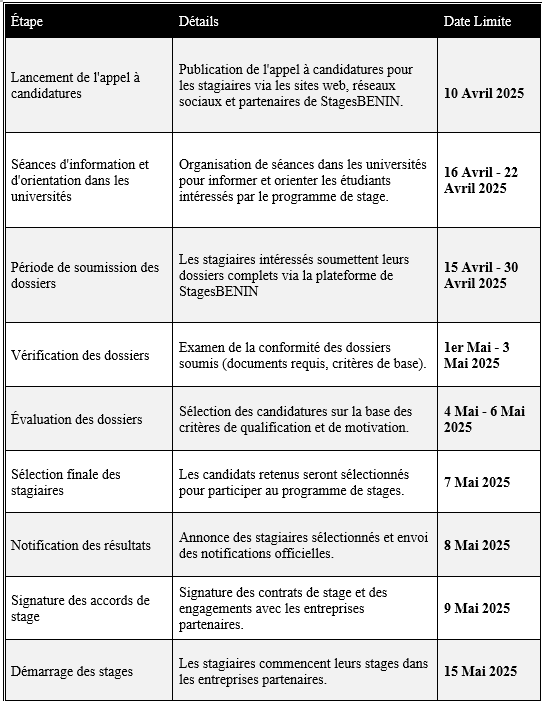 Étape
Détails
Date Limite
Lancement de l'appel à
candidatures
Publication de l'appel à candidatures pour
les stagiaires via les sites web, réseaux
sociaux et partenaires de StagesBENIN.
10 Avril 2025
Séances d'information et
d'orientation dans les
universités
Organisation de séances dans les universités
pour informer et orienter les étudiants
intéressés par le programme de stage.
16 Avril - 22
Avril 2025
Période de soumission des
dossiers
Les stagiaires intéressés soumettent leurs
dossiers complets via la plateforme de
StagesBENIN
15 Avril - 30
Avril 2025
Vérification des dossiers
Examen de la conformité des dossiers
soumis (documents requis, critères de base).
1er Mai - 3
Mai 2025
Évaluation des dossiers
Sélection des candidatures sur la base des
critères de qualification et de motivation.
4 Mai - 6 Mai
2025
Sélection finale des
stagiaires
Les candidats retenus seront sélectionnés
pour participer au programme de stages.
7 Mai 2025
Notification des résultats
Annonce des stagiaires sélectionnés et envoi
des notifications officielles.
8 Mai 2025
Signature des accords de
stage
Signature des contrats de stage et des
engagements avec les entreprises
partenaires.
9 Mai 2025
Démarrage des stages
Les stagiaires commencent leurs stages dans
les entreprises partenaires.
15 Mai 2025